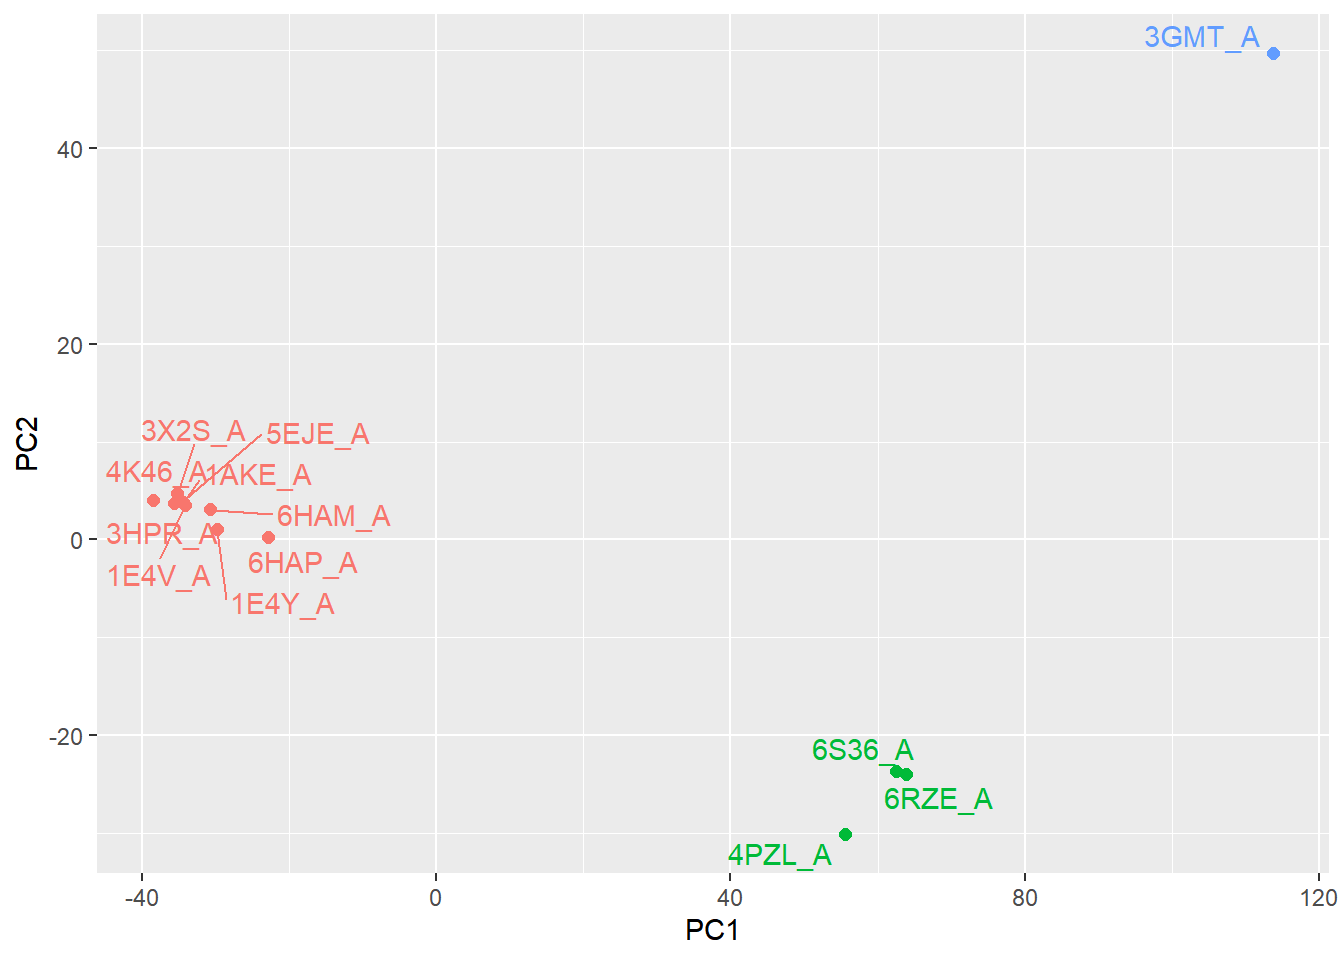 3GMT_A
40
20
PC2
3X2S_A
5EJE_A
4K46_A
1AKE_A
6HAM_A
3HPR_A
0
6HAP_A
1E4V_A
1E4Y_A
-20
6S36_A
6RZE_A
4PZL_A
-40
0
40
80
120
PC1